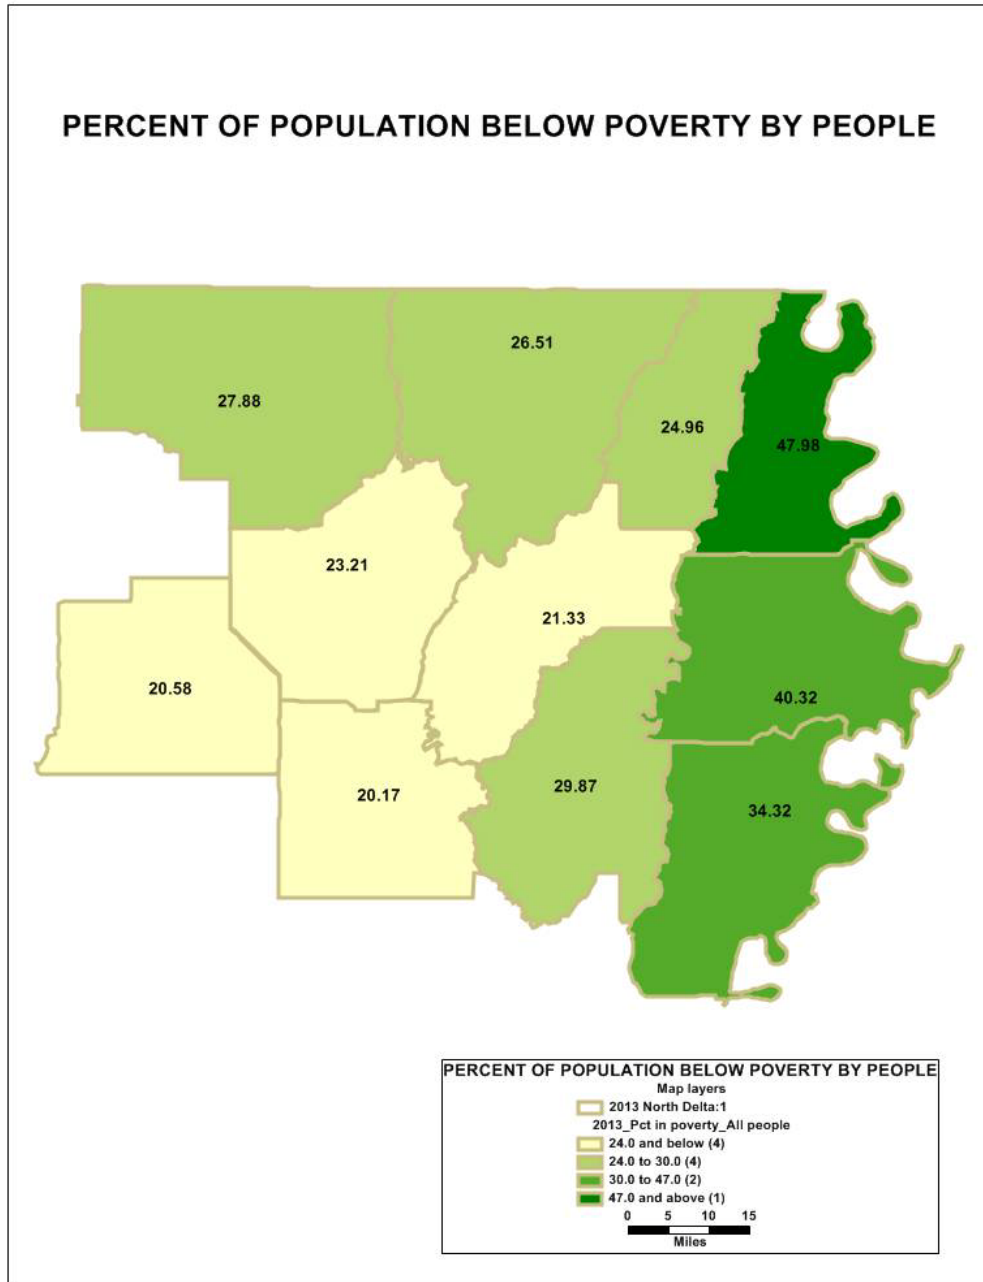 PERCENT OF POPULATION BELOW POVERTY BY PEOPLE
26.51
27.88
24.96
47.98
23.21
21.33
20.58
40.32
29.87
20.17
34.32
PERCENT OF POPULATION BELOW POVERTY BY PEOPLE
Map layers
2013 North Delta:1
2013_Pct in poverty_All people
24.0 and below (4)
24.0 to 30.0 (4)
30.0 to 47.0 (2)
47.0 and above (1)
0 5 10 15
Miles